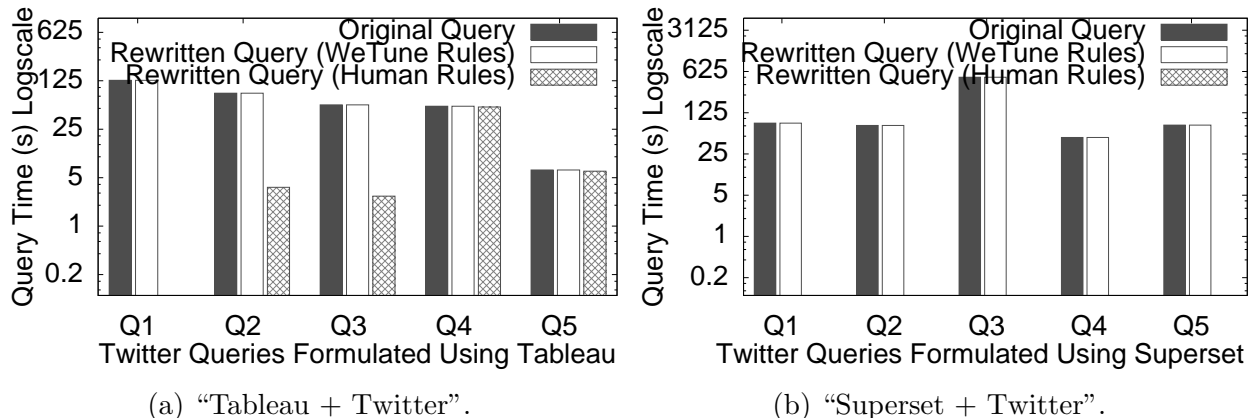 Query Time (s) Logscale
625
125
25
5
1
0.2
Original Query
Rewritten Query (WeTune Rules)
Rewritten Query (Human Rules)
Q1 Q2 Q3 Q4 Q5
Twitter Queries Formulated Using Tableau
(a) “Tableau + Twitter”.
Query Time (s) Logscale
3125
625
125
25
5
1
0.2
Original Query
Rewritten Query (WeTune Rules)
Rewritten Query (Human Rules)
Q1 Q2 Q3 Q4 Q5
Twitter Queries Formulated Using Superset
(b) “Superset + Twitter”.